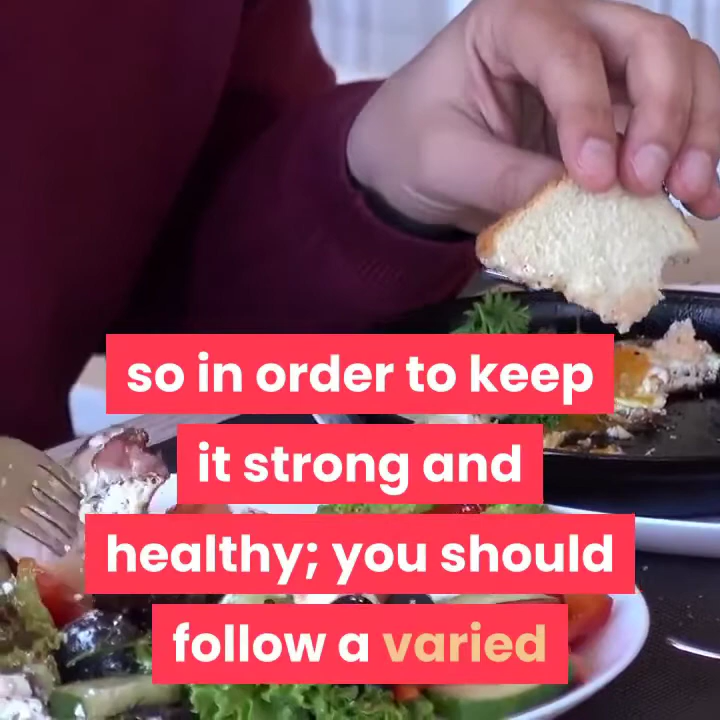 so in order to keep
it strong and
healthy; you should
follow a varied